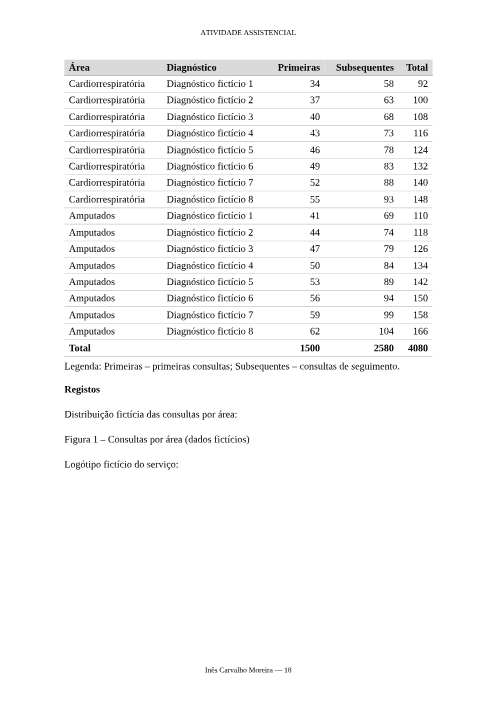 ATIVIDADE ASSISTENCIAL
Área Diagnóstico Primeiras Subsequentes Total
Cardiorrespiratória Diagnóstico fictício 1 34 58 92
Cardiorrespiratória Diagnóstico fictício 2 37 63 100
Cardiorrespiratória Diagnóstico fictício 3 40 68 108
Cardiorrespiratória Diagnóstico fictício 4 43 73 116
Cardiorrespiratória Diagnóstico fictício 5 46 78 124
Cardiorrespiratória Diagnóstico fictício 6 49 83 132
Cardiorrespiratória Diagnóstico fictício 7 52 88 140
Cardiorrespiratória Diagnóstico fictício 8 55 93 148
Amputados Diagnóstico fictício 1 41 69 110
Amputados Diagnóstico fictício 2 44 74 118
Amputados Diagnóstico fictício 3 47 79 126
Amputados Diagnóstico fictício 4 50 84 134
Amputados Diagnóstico fictício 5 53 89 142
Amputados Diagnóstico fictício 6 56 94 150
Amputados Diagnóstico fictício 7 59 99 158
Amputados Diagnóstico fictício 8 62 104 166
Total 1500 2580 4080
Legenda: Primeiras – primeiras consultas; Subsequentes – consultas de seguimento.
Registos
Distribuição fictícia das consultas por área:
Figura 1 – Consultas por área (dados fictícios)
Logótipo fictício do serviço:
Inês Carvalho Moreira — 18